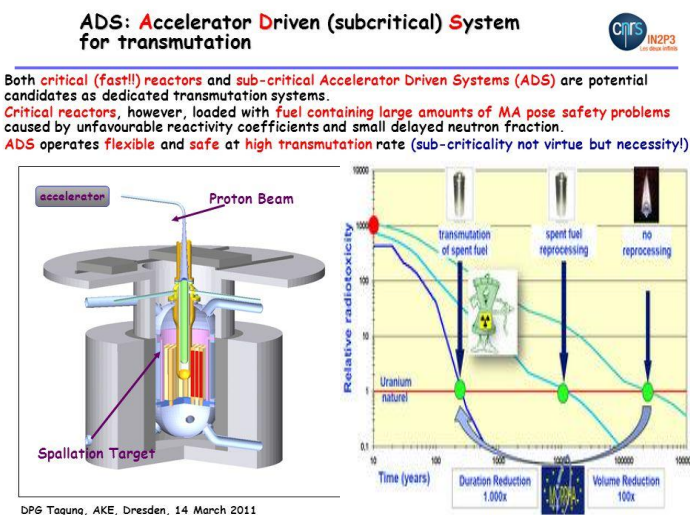 ADS: Accelerator Driven (subcritical) System
for transmutation
cnrs
IN2P3
Les deux infinis
Both critical (fast!!) reactors and sub-critical Accelerator Driven Systems (ADS) are potential
candidates as dedicated transmutation systems.
Critical reactors, however, loaded with fuel containing large amounts of MA pose safety problems
caused by unfavourable reactivity coefficients and small delayed neutron fraction.
ADS operates flexible and safe at high transmutation rate (sub-criticality not virtue but necessity!)
accelerator
Proton Beam
Spallation Target
Relative radiotoxicity
10000
1000
100
10
1
0,1
transmutation
of spent fuel
spent fuel
reprocessing
no
reprocessing
Uranium
naturel
10
100
1000
100000
Time (years)
Duration Reduction
1.000x
MYRRHA
Volume Reduction
100x
DPG Tagung, AKE, Dresden, 14 March 2011